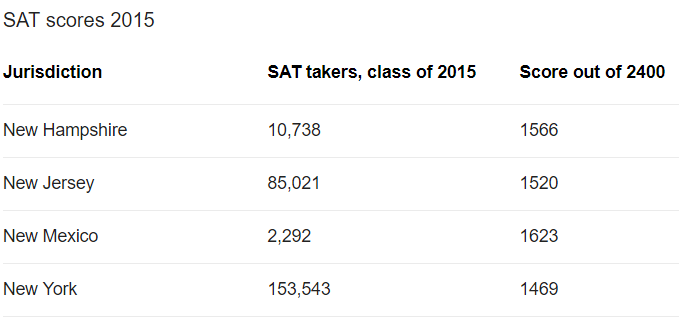 SAT scores 2015
Jurisdiction SAT takers, class of 2015 Score out of 2400
New Hampshire 10,738 1566
New Jersey 85,021 1520
New Mexico 2,292 1623
New York 153,543 1469